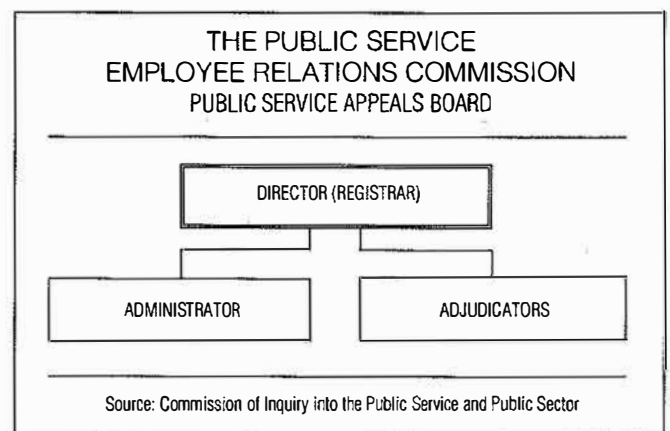 THE PUBLIC SERVICE
EMPLOYEE RELATIONS COMMISSION
PUBLIC SERVICE APPEALS BOARD
DIRECTOR (REGISTRAR)
ADMINISTRATOR
ADJUDICATORS
Source: Commission of Inquiry into the Public Service and Public Sector